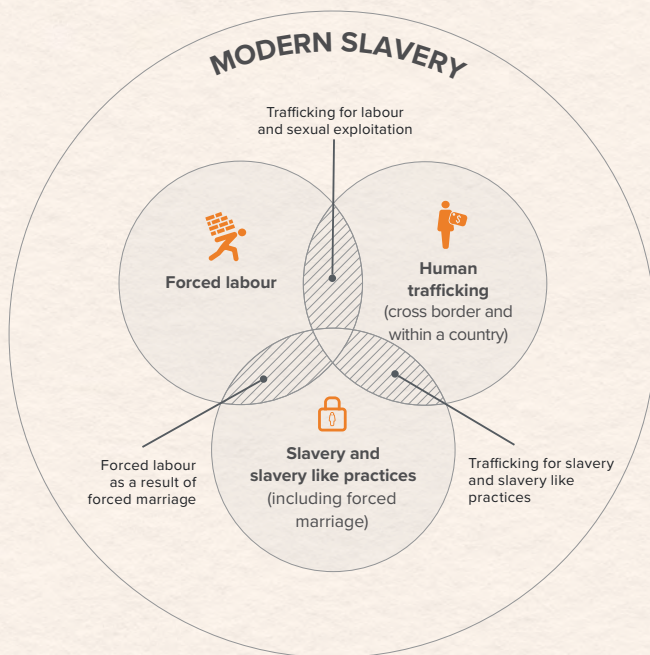 MODERN SLAVERY
Trafficking for labour
and sexual exploitation
Forced labour
$
Human
trafficking
(cross border and
within a country)
Slavery and
slavery like practices
(including forced
marriage)
Forced labour
as a result of
forced marriage
Trafficking for slavery
and slavery like
practices